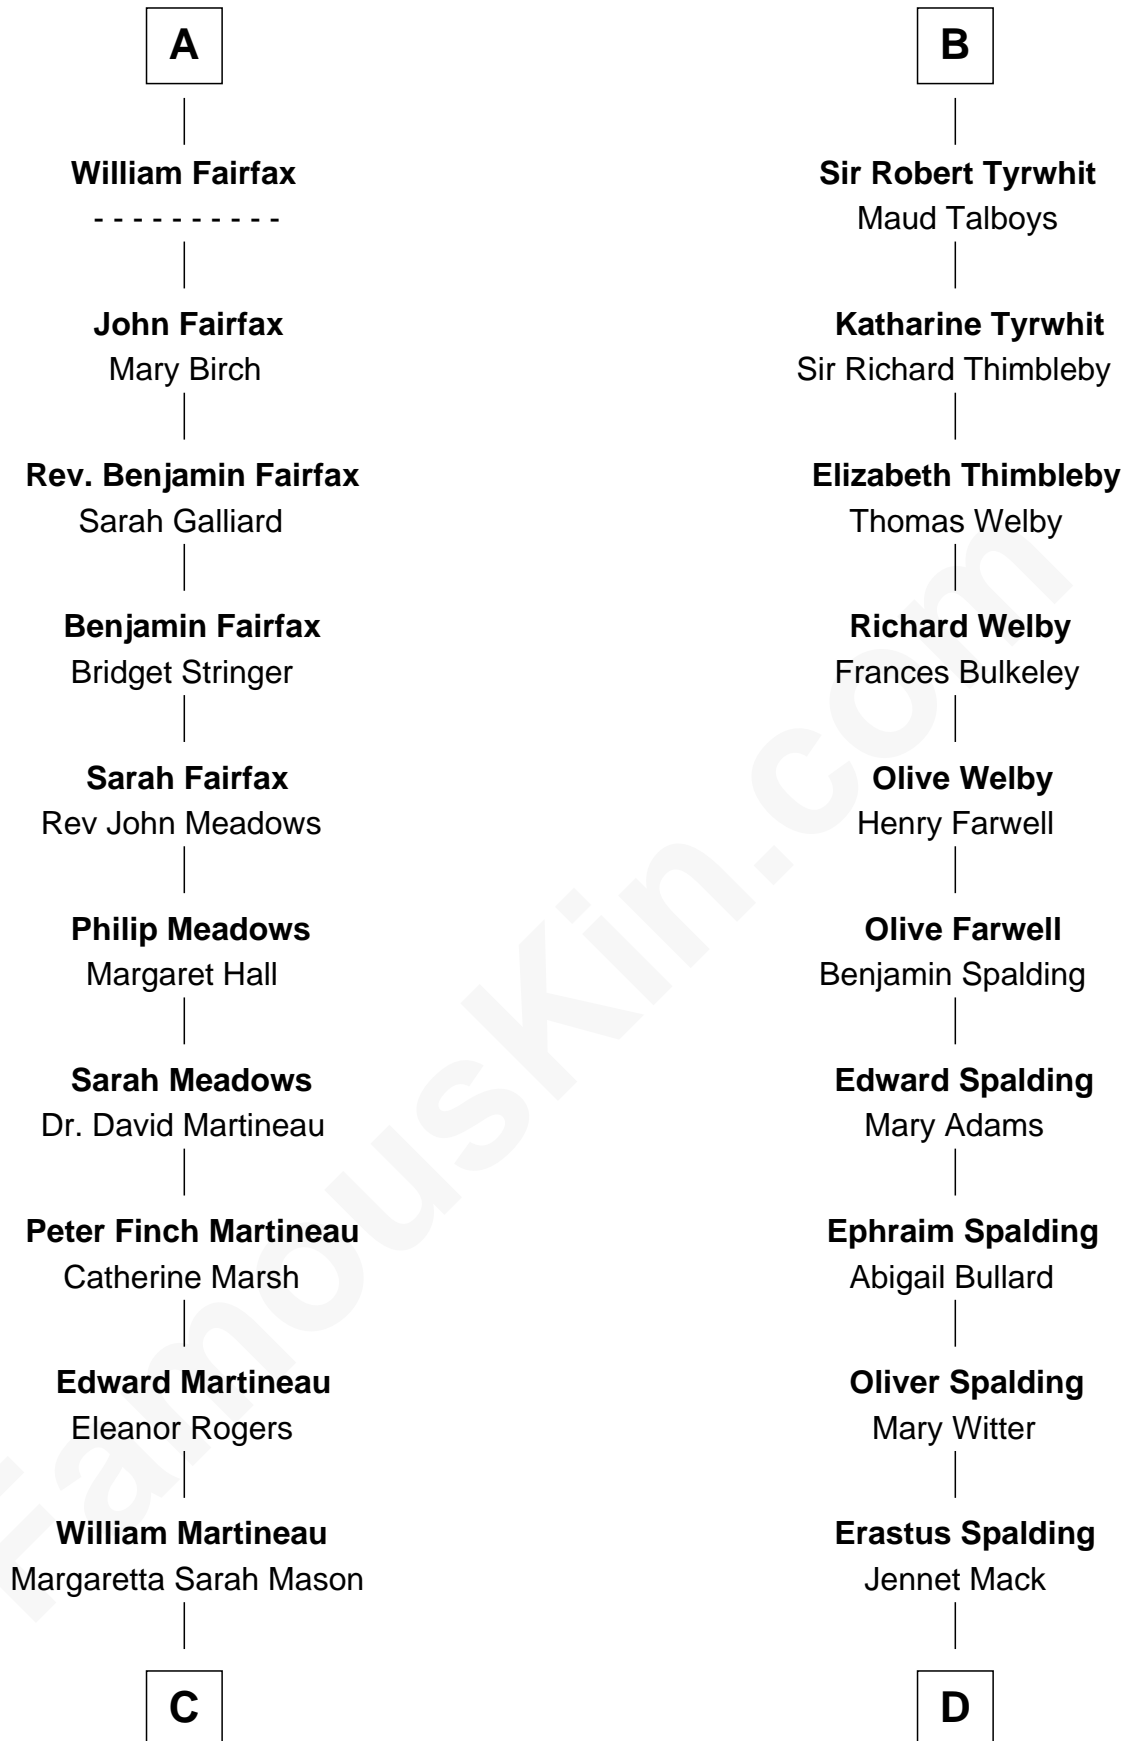 A
William Fairfax
- - - - - - - - - -
John Fairfax
Mary Birch
Rev. Benjamin Fairfax
Sarah Galliard
Benjamin Fairfax
Bridget Stringer
Sarah Fairfax
Rev John Meadows
Philip Meadows
Margaret Hall
Sarah Meadows
Dr. David Martineau
Peter Finch Martineau
Catherine Marsh
Edward Martineau
Eleanor Rogers
William Martineau
Margaretta Sarah Mason
C
B
Sir Robert Tyrwhit
Maud Talboys
Katharine Tyrwhit
Sir Richard Thimbleby
Elizabeth Thimbleby
Thomas Welby
Richard Welby
Frances Bulkeley
Olive Welby
Henry Farwell
Olive Farwell
Benjamin Spalding
Edward Spalding
Mary Adams
Ephraim Spalding
Abigail Bullard
Oliver Spalding
Mary Witter
Erastus Spalding
Jennet Mack
D
FamousKin.com